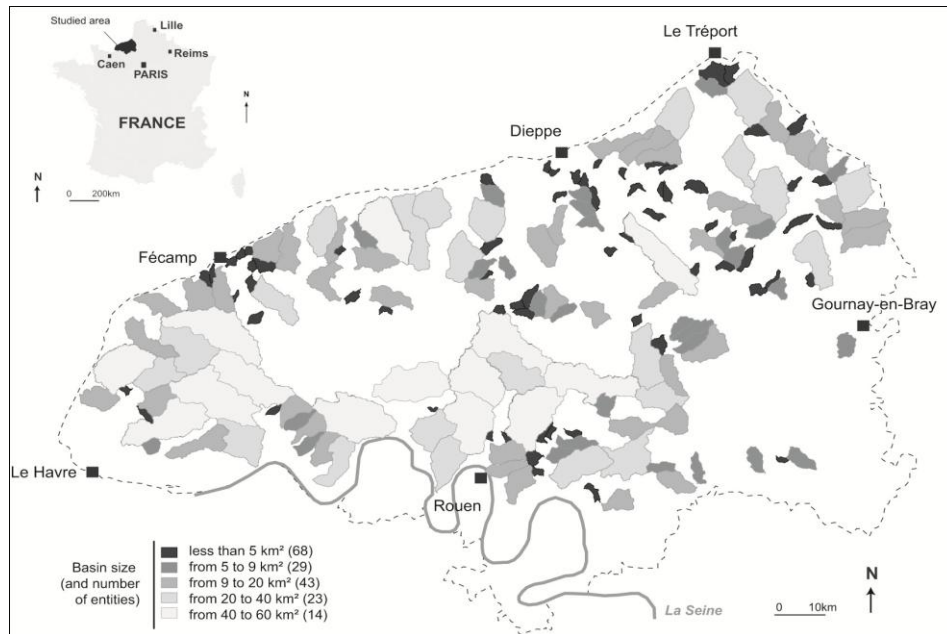 Studied area
Lille
Reims
Caen
PARIS
FRANCE
N
N
0 200km
Le Tréport
Dieppe
Fécamp
Gournay-en-Bray
Le Havre
Rouen
Basin size
(and number
of entities)
less than 5 km² (68)
from 5 to 9 km² (29)
from 9 to 20 km² (43)
from 20 to 40 km² (23)
from 40 to 60 km² (14)
La Seine
N
0 10km